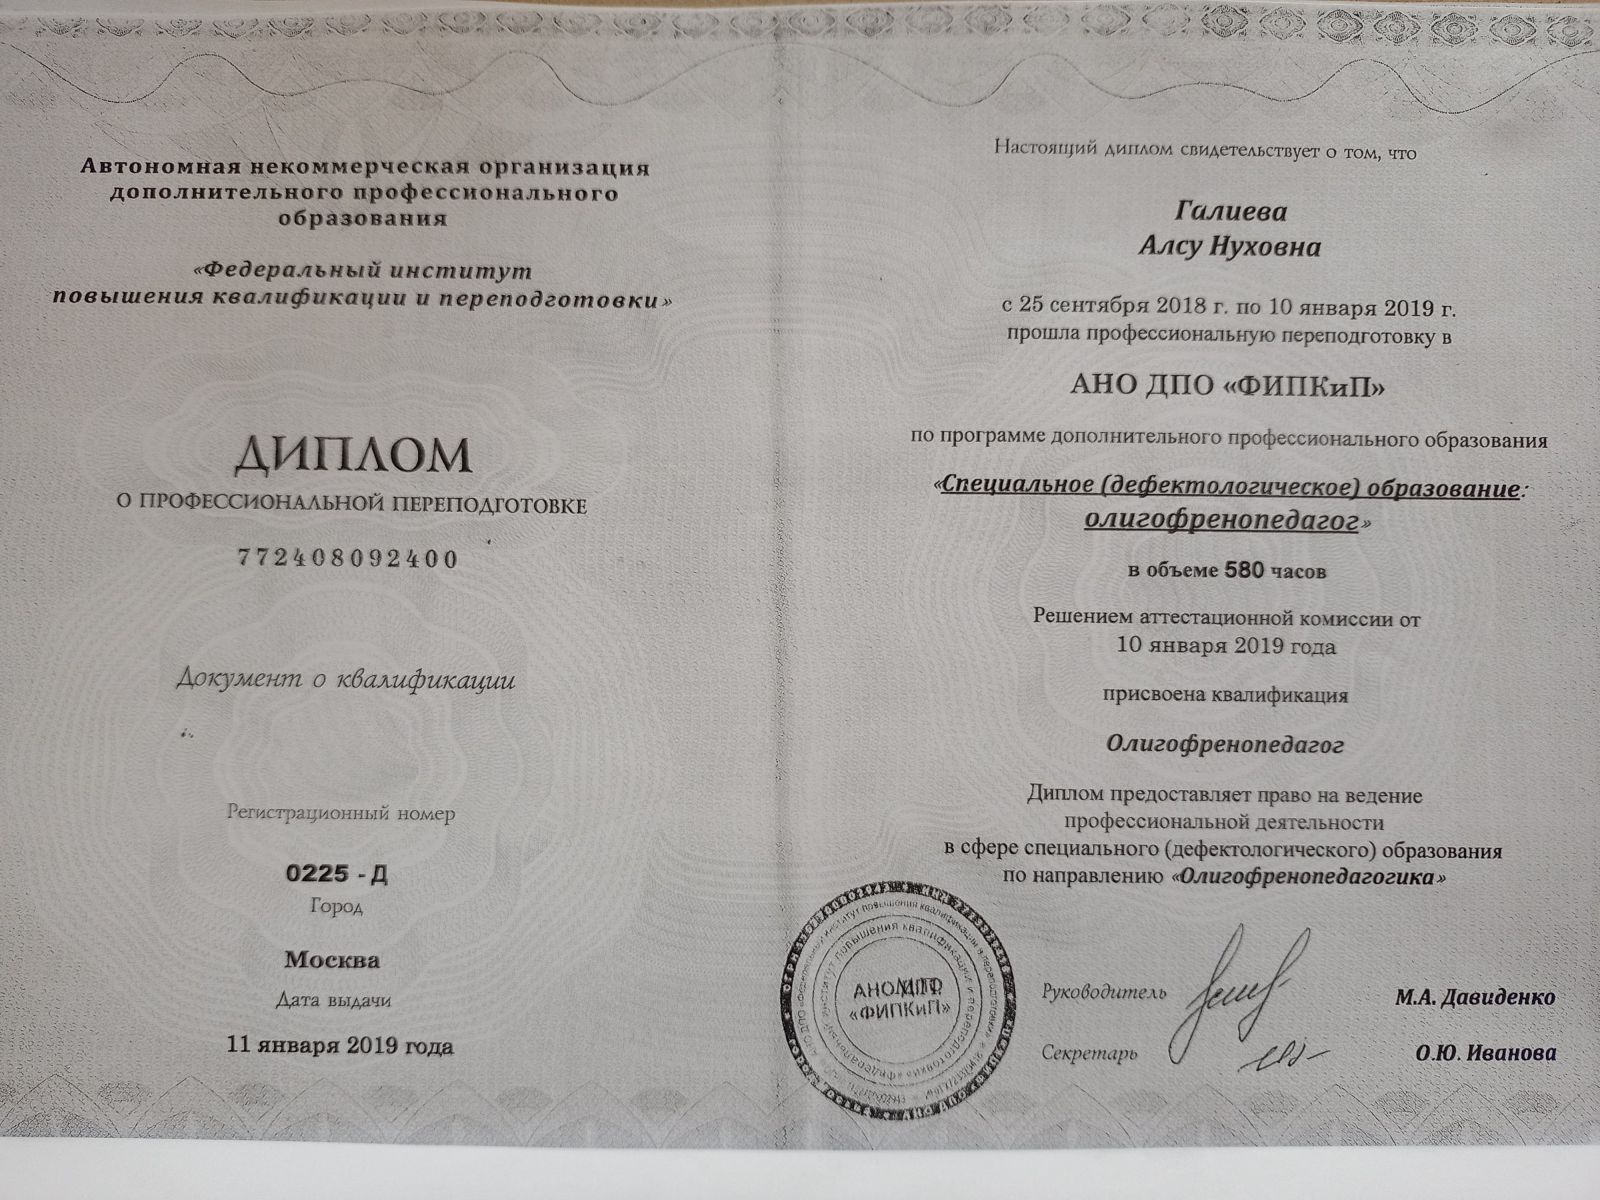 Автономная некоммерческая организация
дополнительного профессионального
образования
«Федеральный институт
повышения квалификации и переподготовки»
ДИПЛОМ
О ПРОФЕССИОНАЛЬНОЙ ПЕРЕПОДГОТОВКЕ
772408092400
Документ о квалификации
Регистрационный номер
0225 - Д
Город
Москва
Дата выдачи
11 января 2019 года
Настоящий диплом свидетельствует о том, что
Галиева
Алсу Нуховна
с 25 сентября 2018 г. по 10 января 2019 г.
прошла профессиональную переподготовку в
АНО ДПО «ФИПКиП»
по программе дополнительного профессионального образования
«Специальное (дефектологическое) образование:
олигофренопедагог»
в объеме 580 часов
Решением аттестационной комиссии от
10 января 2019 года
присвоена квалификация
Олигофренопедагог
Диплом предоставляет право на ведение
профессиональной деятельности
в сфере специального (дефектологического) образования
по направлению «Олигофренопедагогика»
АНО ДПО
«ФИПКиП»
Руководитель
М.А. Давиденко
Секретарь
О.Ю. Иванова